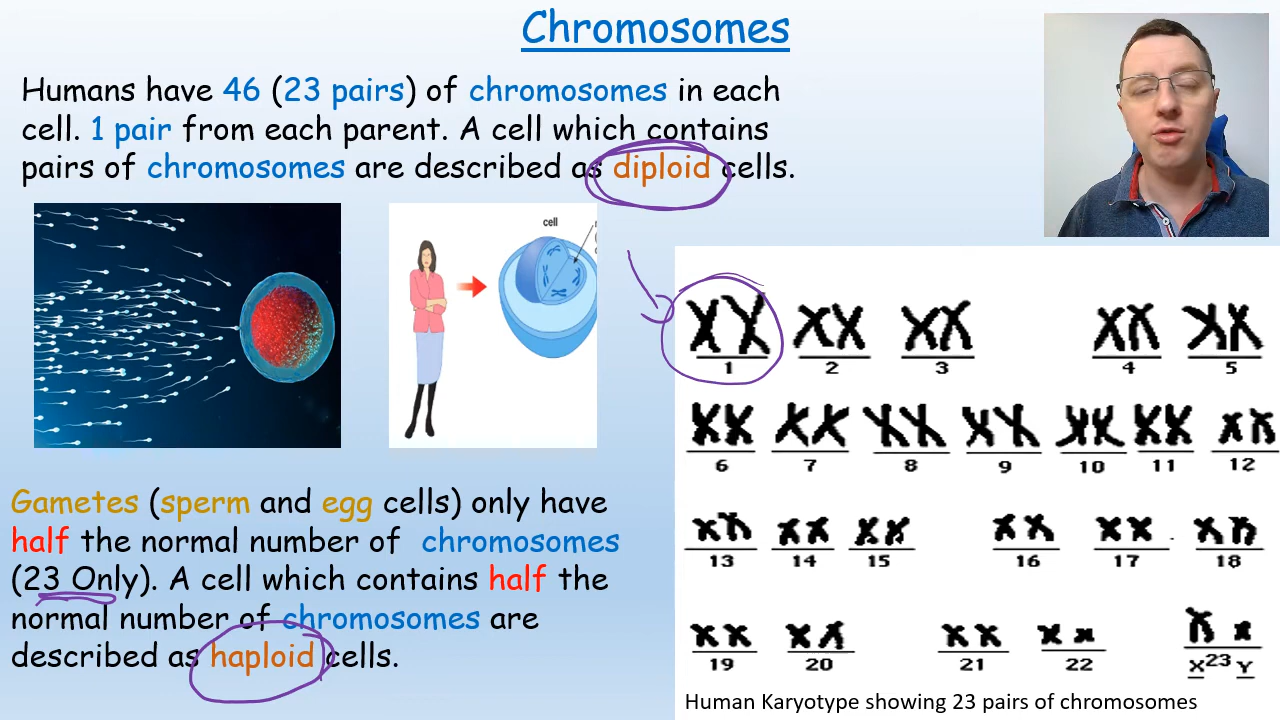 Chromosomes
Humans have 46 (23 pairs) of chromosomes in each
cell. 1 pair from each parent. A cell which contains
pairs of chromosomes are described as diploid cells.
cell
1
2
3
4
5
6
7
8
9
10
11
12
13
14
15
16
17
18
19
20
21
22
X 23 Y
Human Karyotype showing 23 pairs of chromosomes
Gametes (sperm and egg cells) only have
half the normal number of chromosomes
(23 Only). A cell which contains half the
normal number of chromosomes are
described as haploid cells.